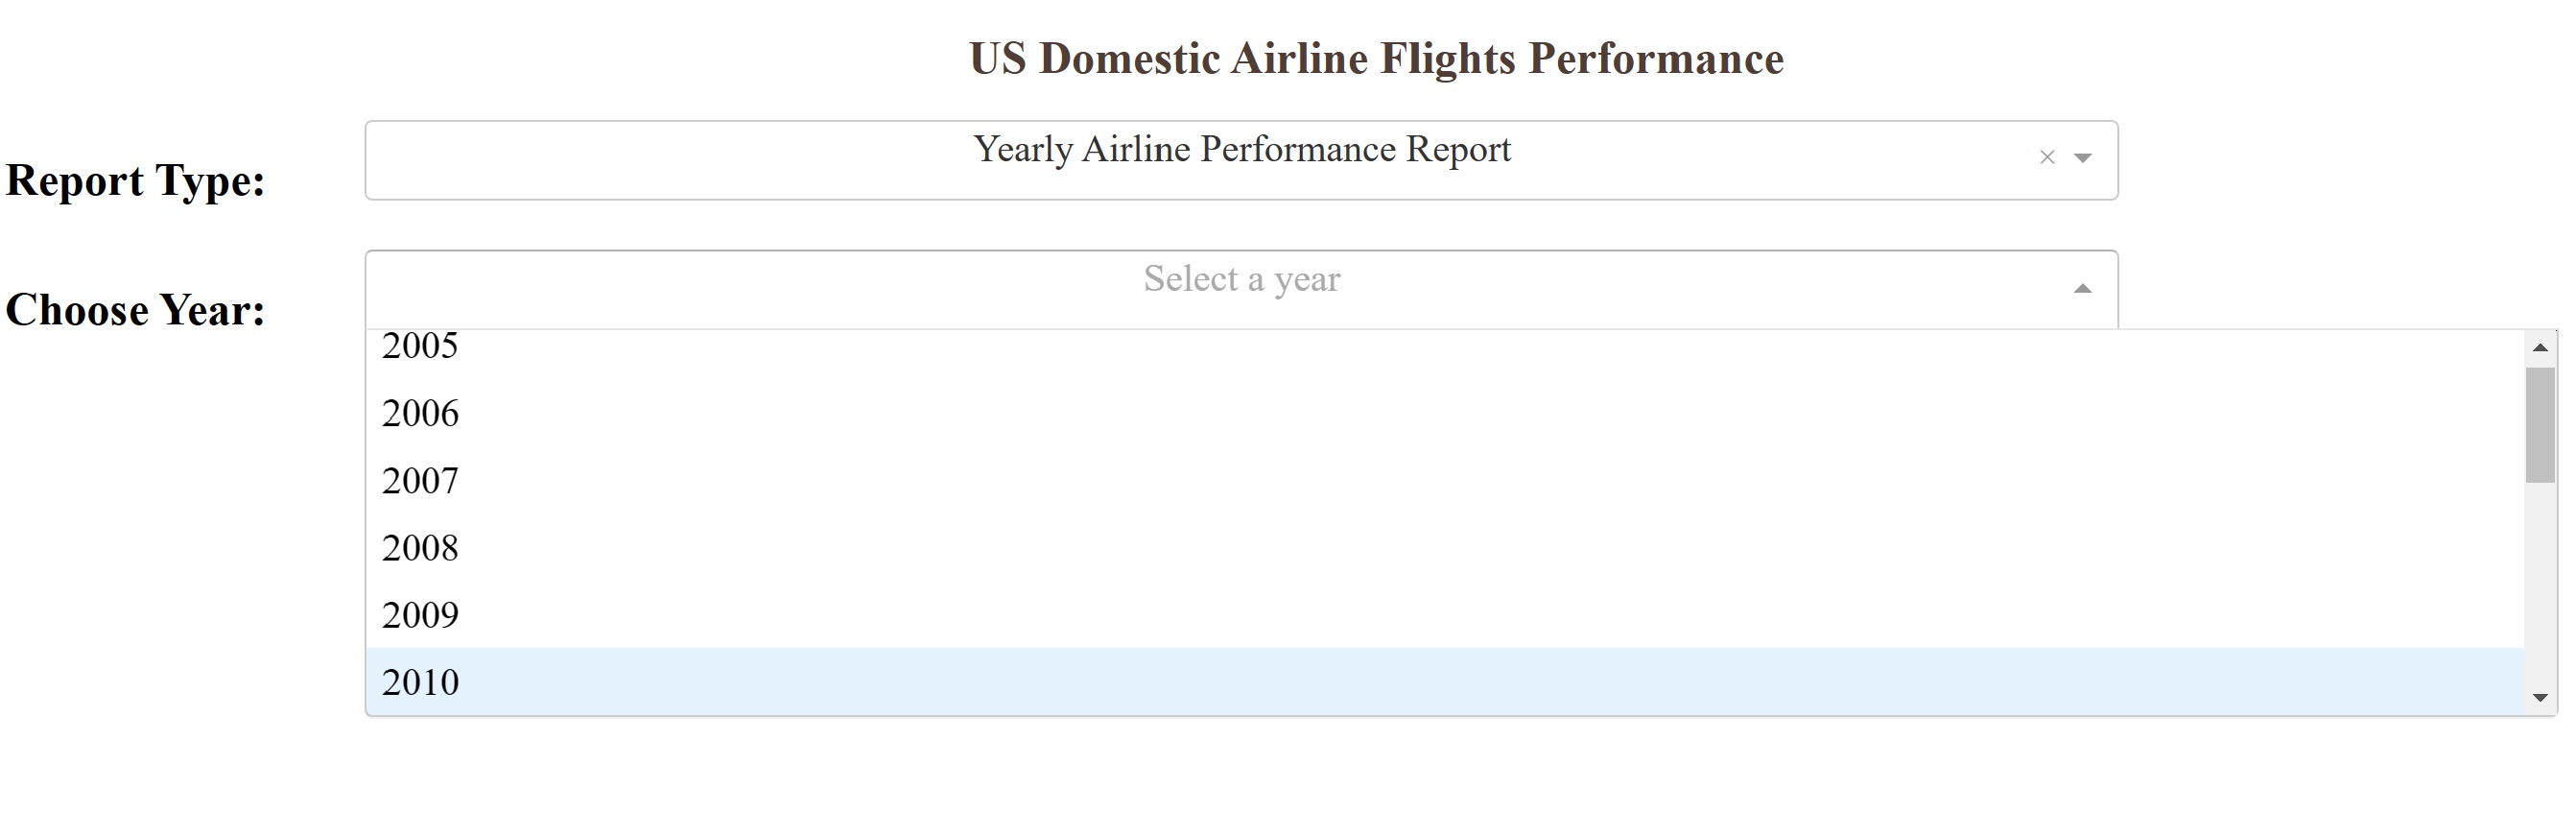 US Domestic Airline Flights Performance
Report Type:
Yearly Airline Performance Report
Choose Year:
Select a year
2005
2006
2007
2008
2009
2010